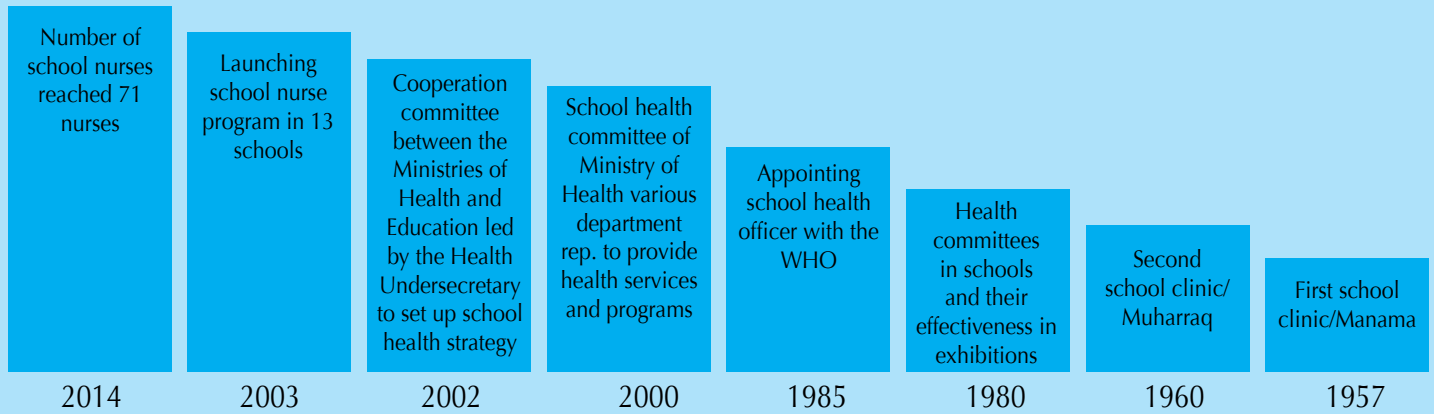 Number of
school nurses
reached 71
nurses
2014
Launching
school nurse
program in 13
schools
2003
Cooperation
committee
between the
Ministries of
Health and
Education led
by the Health
Undersecretary
to set up school
health strategy
2002
School health
committee of
Ministry of
Health various
department
rep. to provide
health services
and programs
2000
Appointing
school health
officer with the
WHO
1985
Health
committees
in schools
and their
effectiveness in
exhibitions
1980
Second
school clinic/
Muharraq
1960
First school
clinic/Manama
1957